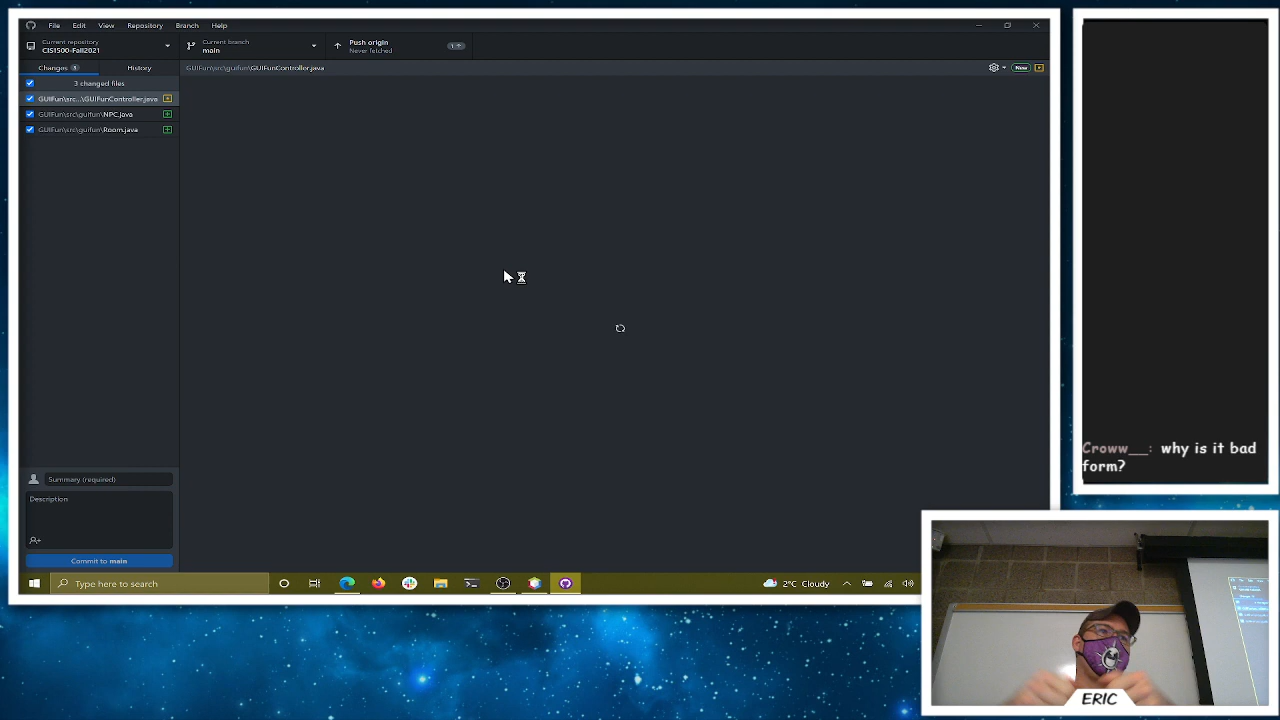 File Edit View Repository Branch Help
Current repository
CIS1500-Fall2021
Current branch
main
Push origin
Never fetched
1
Changes 3
History
GUIFun\src\guifun\GUIFunController.java
New
3 changed files
GUIFun\src...\GUIFunController.java
GUIFun\src\guifun\NPC.java
GUIFun\src\guifun\Room.java
Croww__: why is it bad
form?
Summary (required)
Description
Commit to main
Type here to search
2°C Cloudy
ERIC